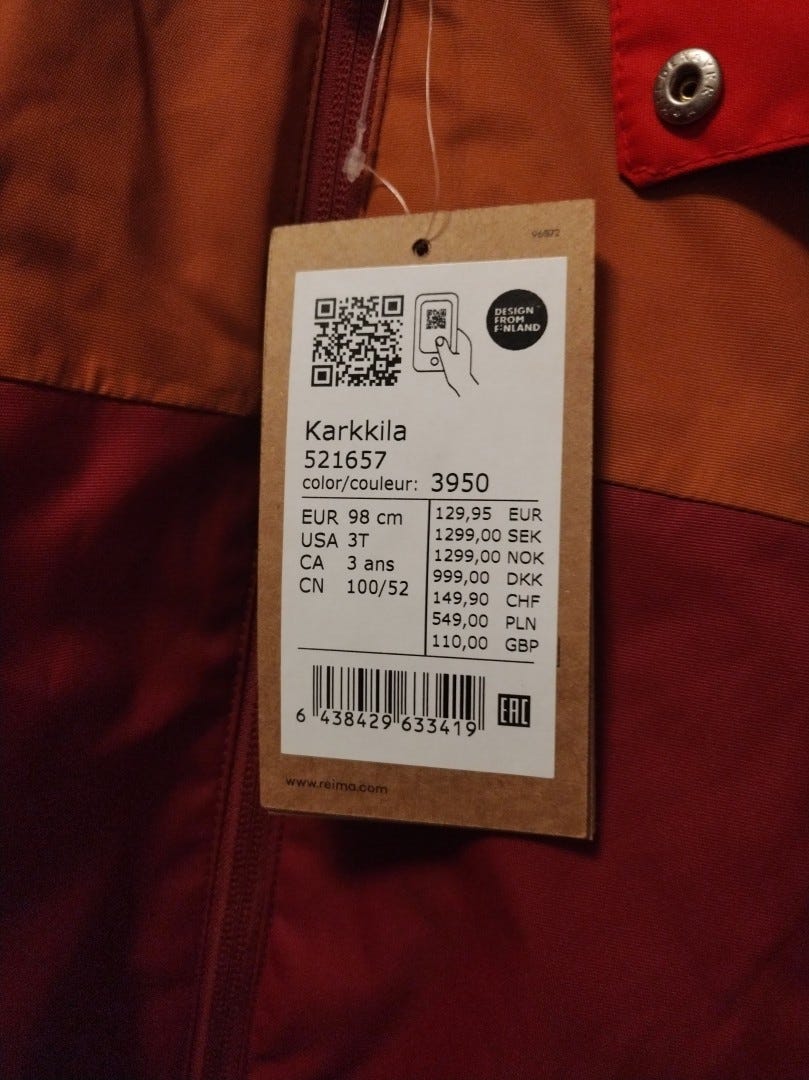 96872
DESIGN
FROM
FINLAND
Karkkila
521657
color/couleur: 3950
EUR 98 cm
USA 3T
CA 3 ans
CN 100/52
129,95 EUR
1299,00 SEK
1299,00 NOK
999,00 DKK
149,90 CHF
549,00 PLN
110,00 GBP
6 438429 633419
EAC
www.reima.com